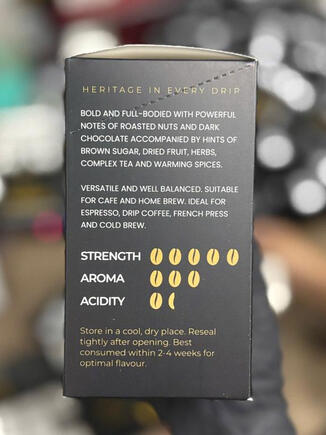 HERITAGE IN EVERY DRIP
BOLD AND FULL-BODIED WITH POWERFUL
NOTES OF ROASTED NUTS AND DARK
CHOCOLATE ACCOMPANIED BY HINTS OF
BROWN SUGAR, DRIED FRUIT, HERBS,
COMPLEX TEA AND WARMING SPICES.
VERSATILE AND WELL BALANCED. SUITABLE
FOR CAFE AND HOME BREW. IDEAL FOR
ESPRESSO, DRIP COFFEE, FRENCH PRESS
AND COLD BREW.
STRENGTH
AROMA
ACIDITY
Store in a cool, dry place. Reseal
tightly after opening. Best
consumed within 2-4 weeks for
optimal flavour.